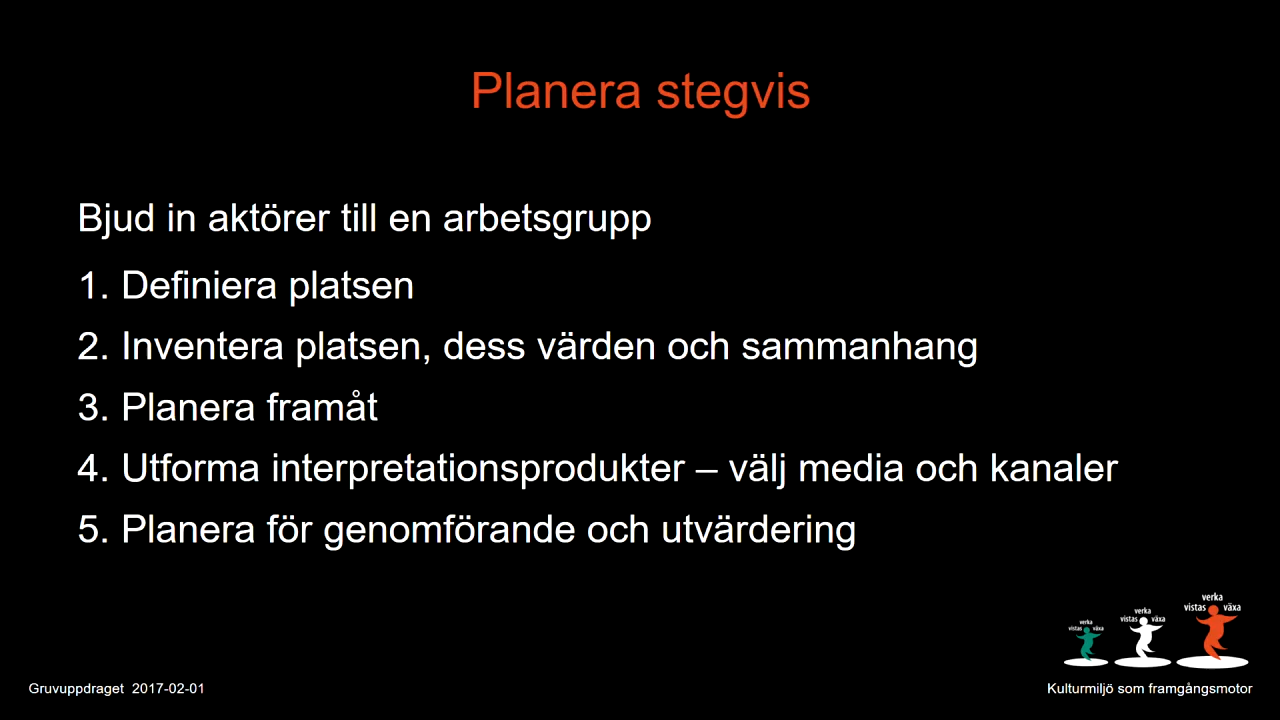 Planera stegvis
Bjud in aktörer till en arbetsgrupp
1. Definiera platsen
2. Inventera platsen, dess värden och sammanhang
3. Planera framåt
4. Utforma interpretationsprodukter – välj media och kanaler
5. Planera för genomförande och utvärdering
verka
vistas växa
verka
vistas växa
verka
vistas växa
Gruvuppdraget 2017-02-01
Kulturmiljö som framgångsmotor